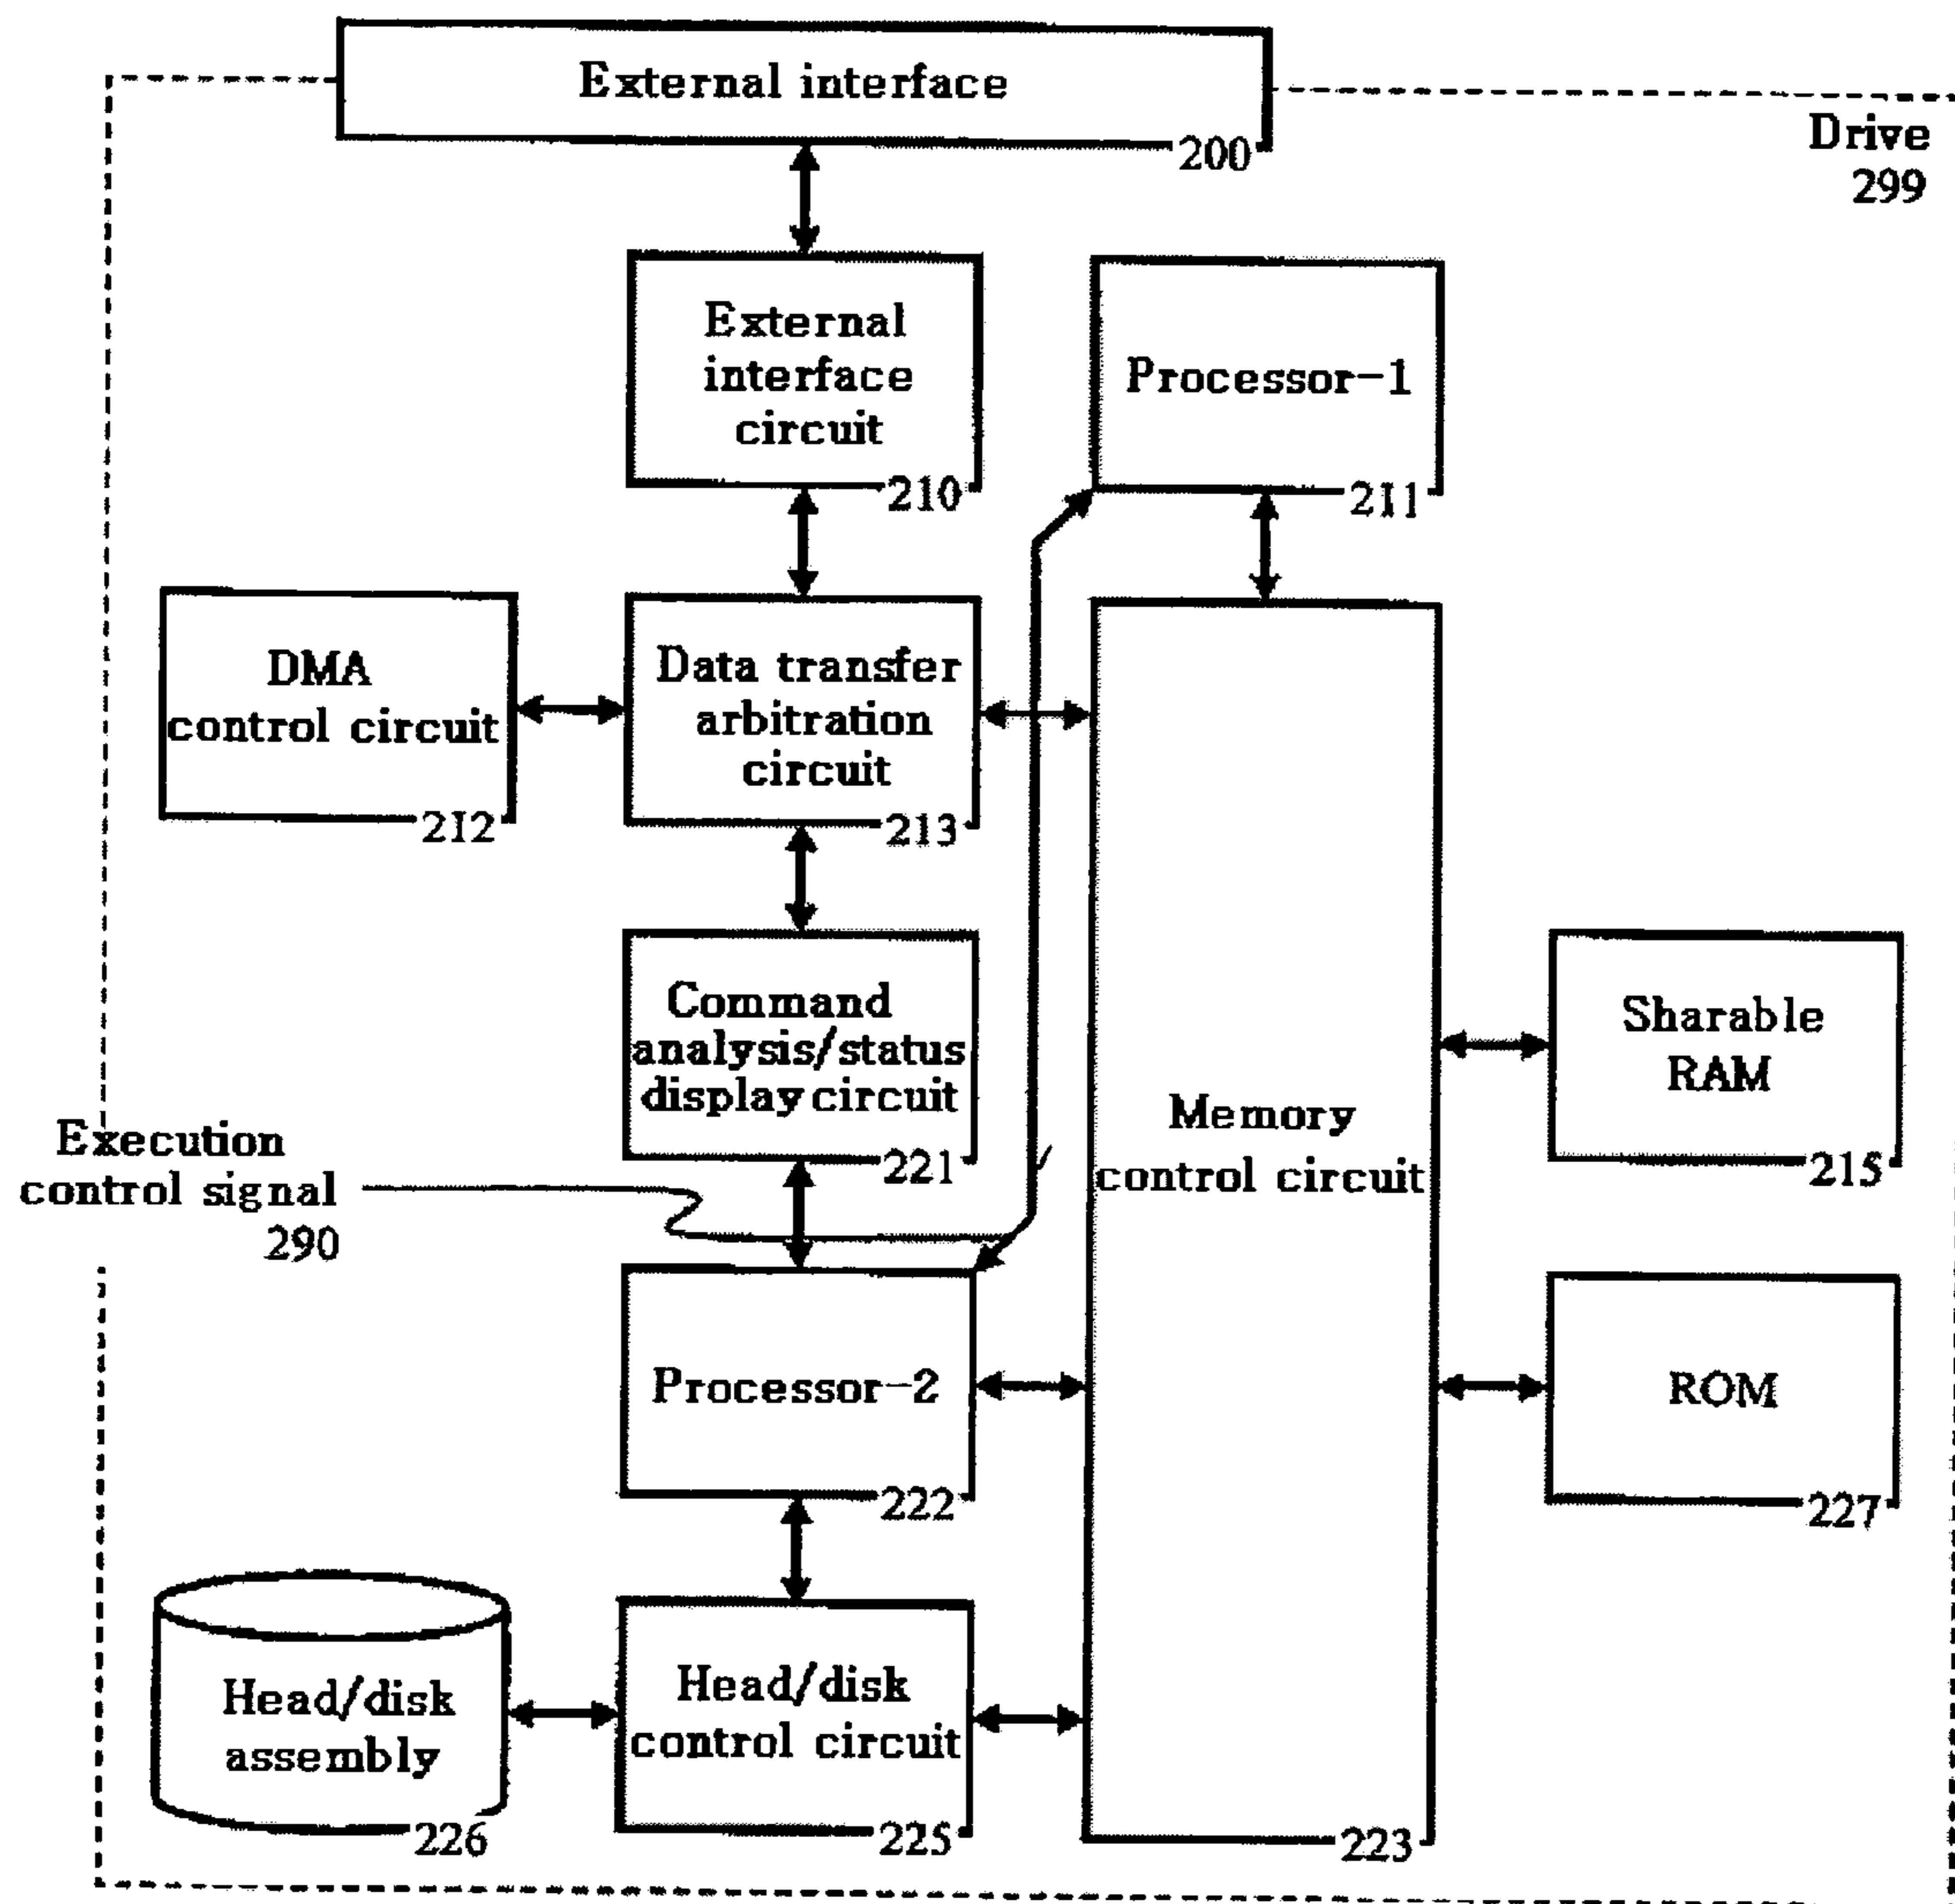 External interface
200
Drive
299
External
interface
circuit
210
Processor-1
211
DMA
control circuit
212
Data transfer
arbitration
circuit
213
Command
analysis/status
display circuit
221
Sharable
RAM
215
Memory
control circuit
223
Execution
control signal
290
Processor-2
222
ROM
227
Head/disk
assembly
226
Head/disk
control circuit
225